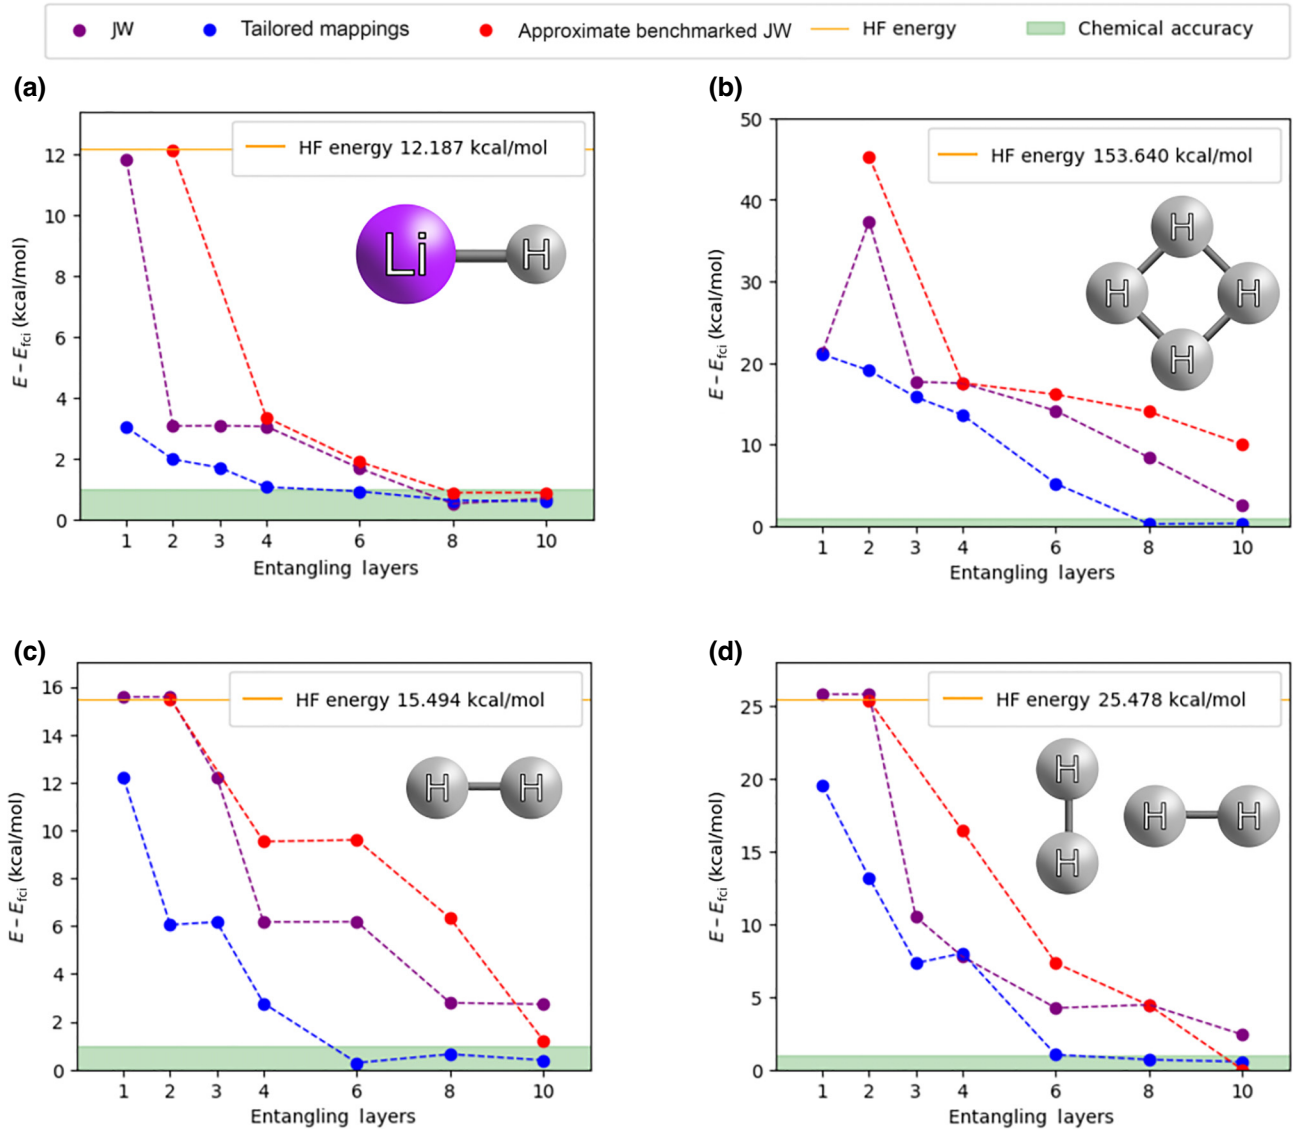 JW Tailored mappings Approximate benchmarked JW HF energy Chemical accuracy
(a)
HF energy 12.187 kcal/mol
Li H
E − E_fci (kcal/mol)
12
10
8
6
4
2
0
1 2 3 4 6 8 10
Entangling layers
(b)
HF energy 153.640 kcal/mol
H
H H
H
E − E_fci (kcal/mol)
50
40
30
20
10
0
1 2 3 4 6 8 10
Entangling layers
(c)
HF energy 15.494 kcal/mol
H H
E − E_fci (kcal/mol)
16
14
12
10
8
6
4
2
0
1 2 3 4 6 8 10
Entangling layers
(d)
HF energy 25.478 kcal/mol
H
H H
H
E − E_fci (kcal/mol)
25
20
15
10
5
0
1 2 3 4 6 8 10
Entangling layers